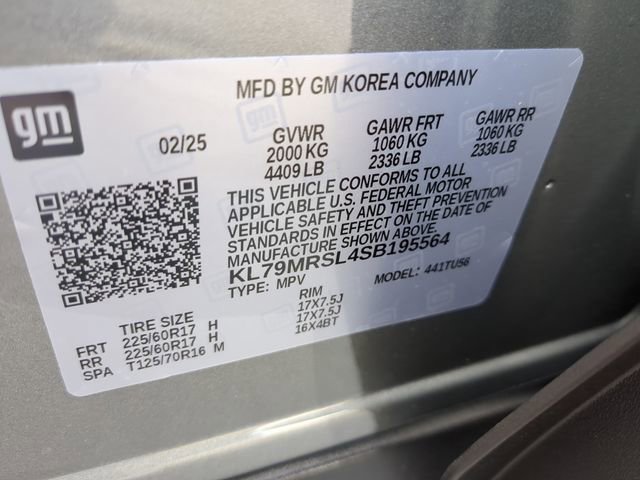 MFD BY GM KOREA COMPANY
gm
02/25
GVWR
2000 KG
4409 LB
GAWR FRT
1060 KG
2336 LB
GAWR RR
1060 KG
2336 LB
THIS VEHICLE CONFORMS TO ALL
APPLICABLE U.S. FEDERAL MOTOR
VEHICLE SAFETY AND THEFT PREVENTION
STANDARDS IN EFFECT ON THE DATE OF
MANUFACTURE SHOWN ABOVE.
KL79MRSL4SB195564
TYPE: MPV
MODEL: 441TU56
TIRE SIZE
RIM
FRT 225/60R17 H 17X7.5J
RR 225/60R17 H 17X7.5J
SPA T125/70R16 M 16X4BT